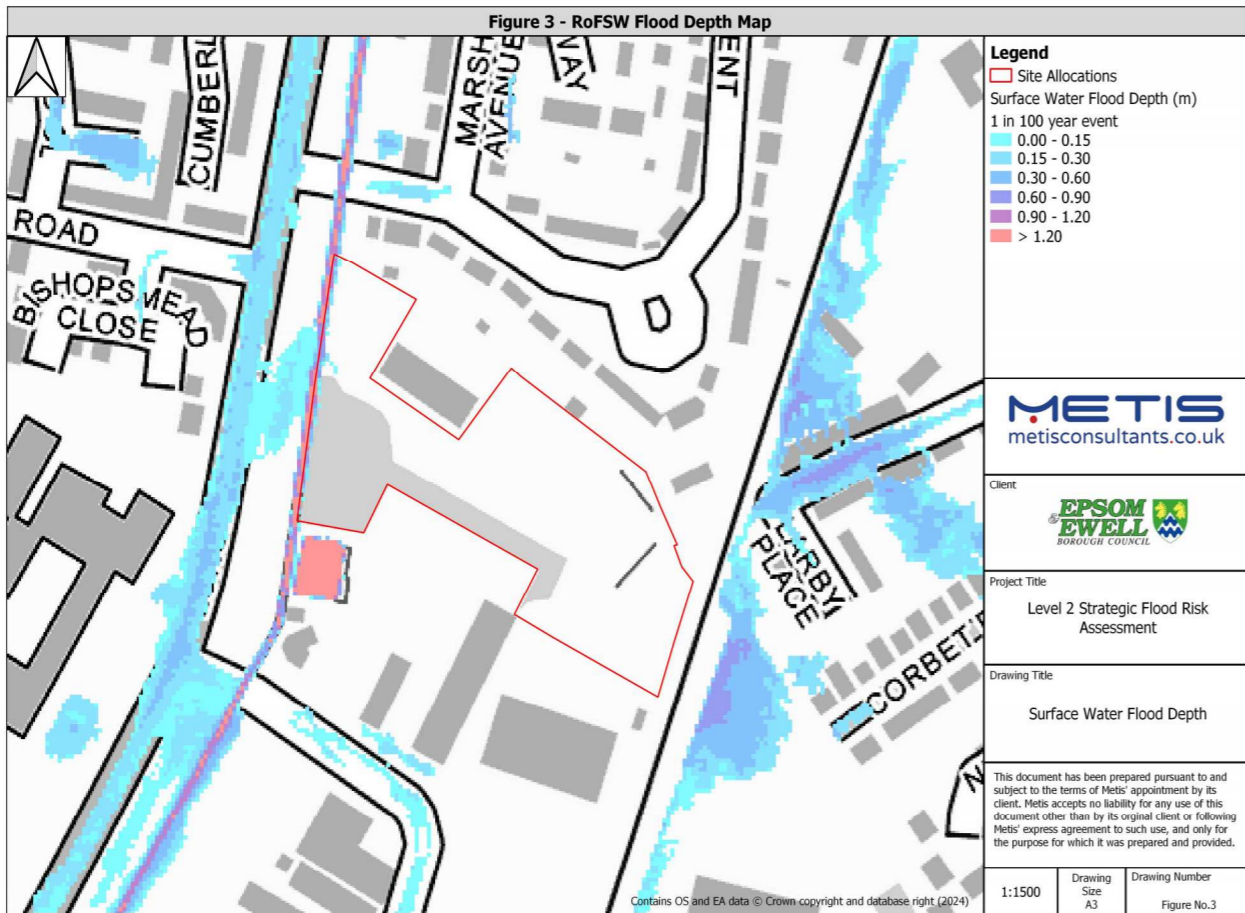 Figure 3 - RoFSW Flood Depth Map
CUMBERL
MARSH
AVENUE
WAY
ENT
ROAD
BISHOPSMEAD
CLOSE
LARBY
PLACE
CORBET
N
Contains OS and EA data © Crown copyright and database right (2024)
Legend
Site Allocations
Surface Water Flood Depth (m)
1 in 100 year event
0.00 - 0.15
0.15 - 0.30
0.30 - 0.60
0.60 - 0.90
0.90 - 1.20
> 1.20
METIS
metisconsultants.co.uk
Client
EPSOM
& EWELL
BOROUGH COUNCIL
Project Title
Level 2 Strategic Flood Risk
Assessment
Drawing Title
Surface Water Flood Depth
This document has been prepared pursuant to and
subject to the terms of Metis' appointment by its
client. Metis accepts no liability for any use of this
document other than by its orginal client or following
Metis' express agreement to such use, and only for
the purpose for which it was prepared and provided.
1:1500
Drawing
Size
A3
Drawing Number
Figure No.3